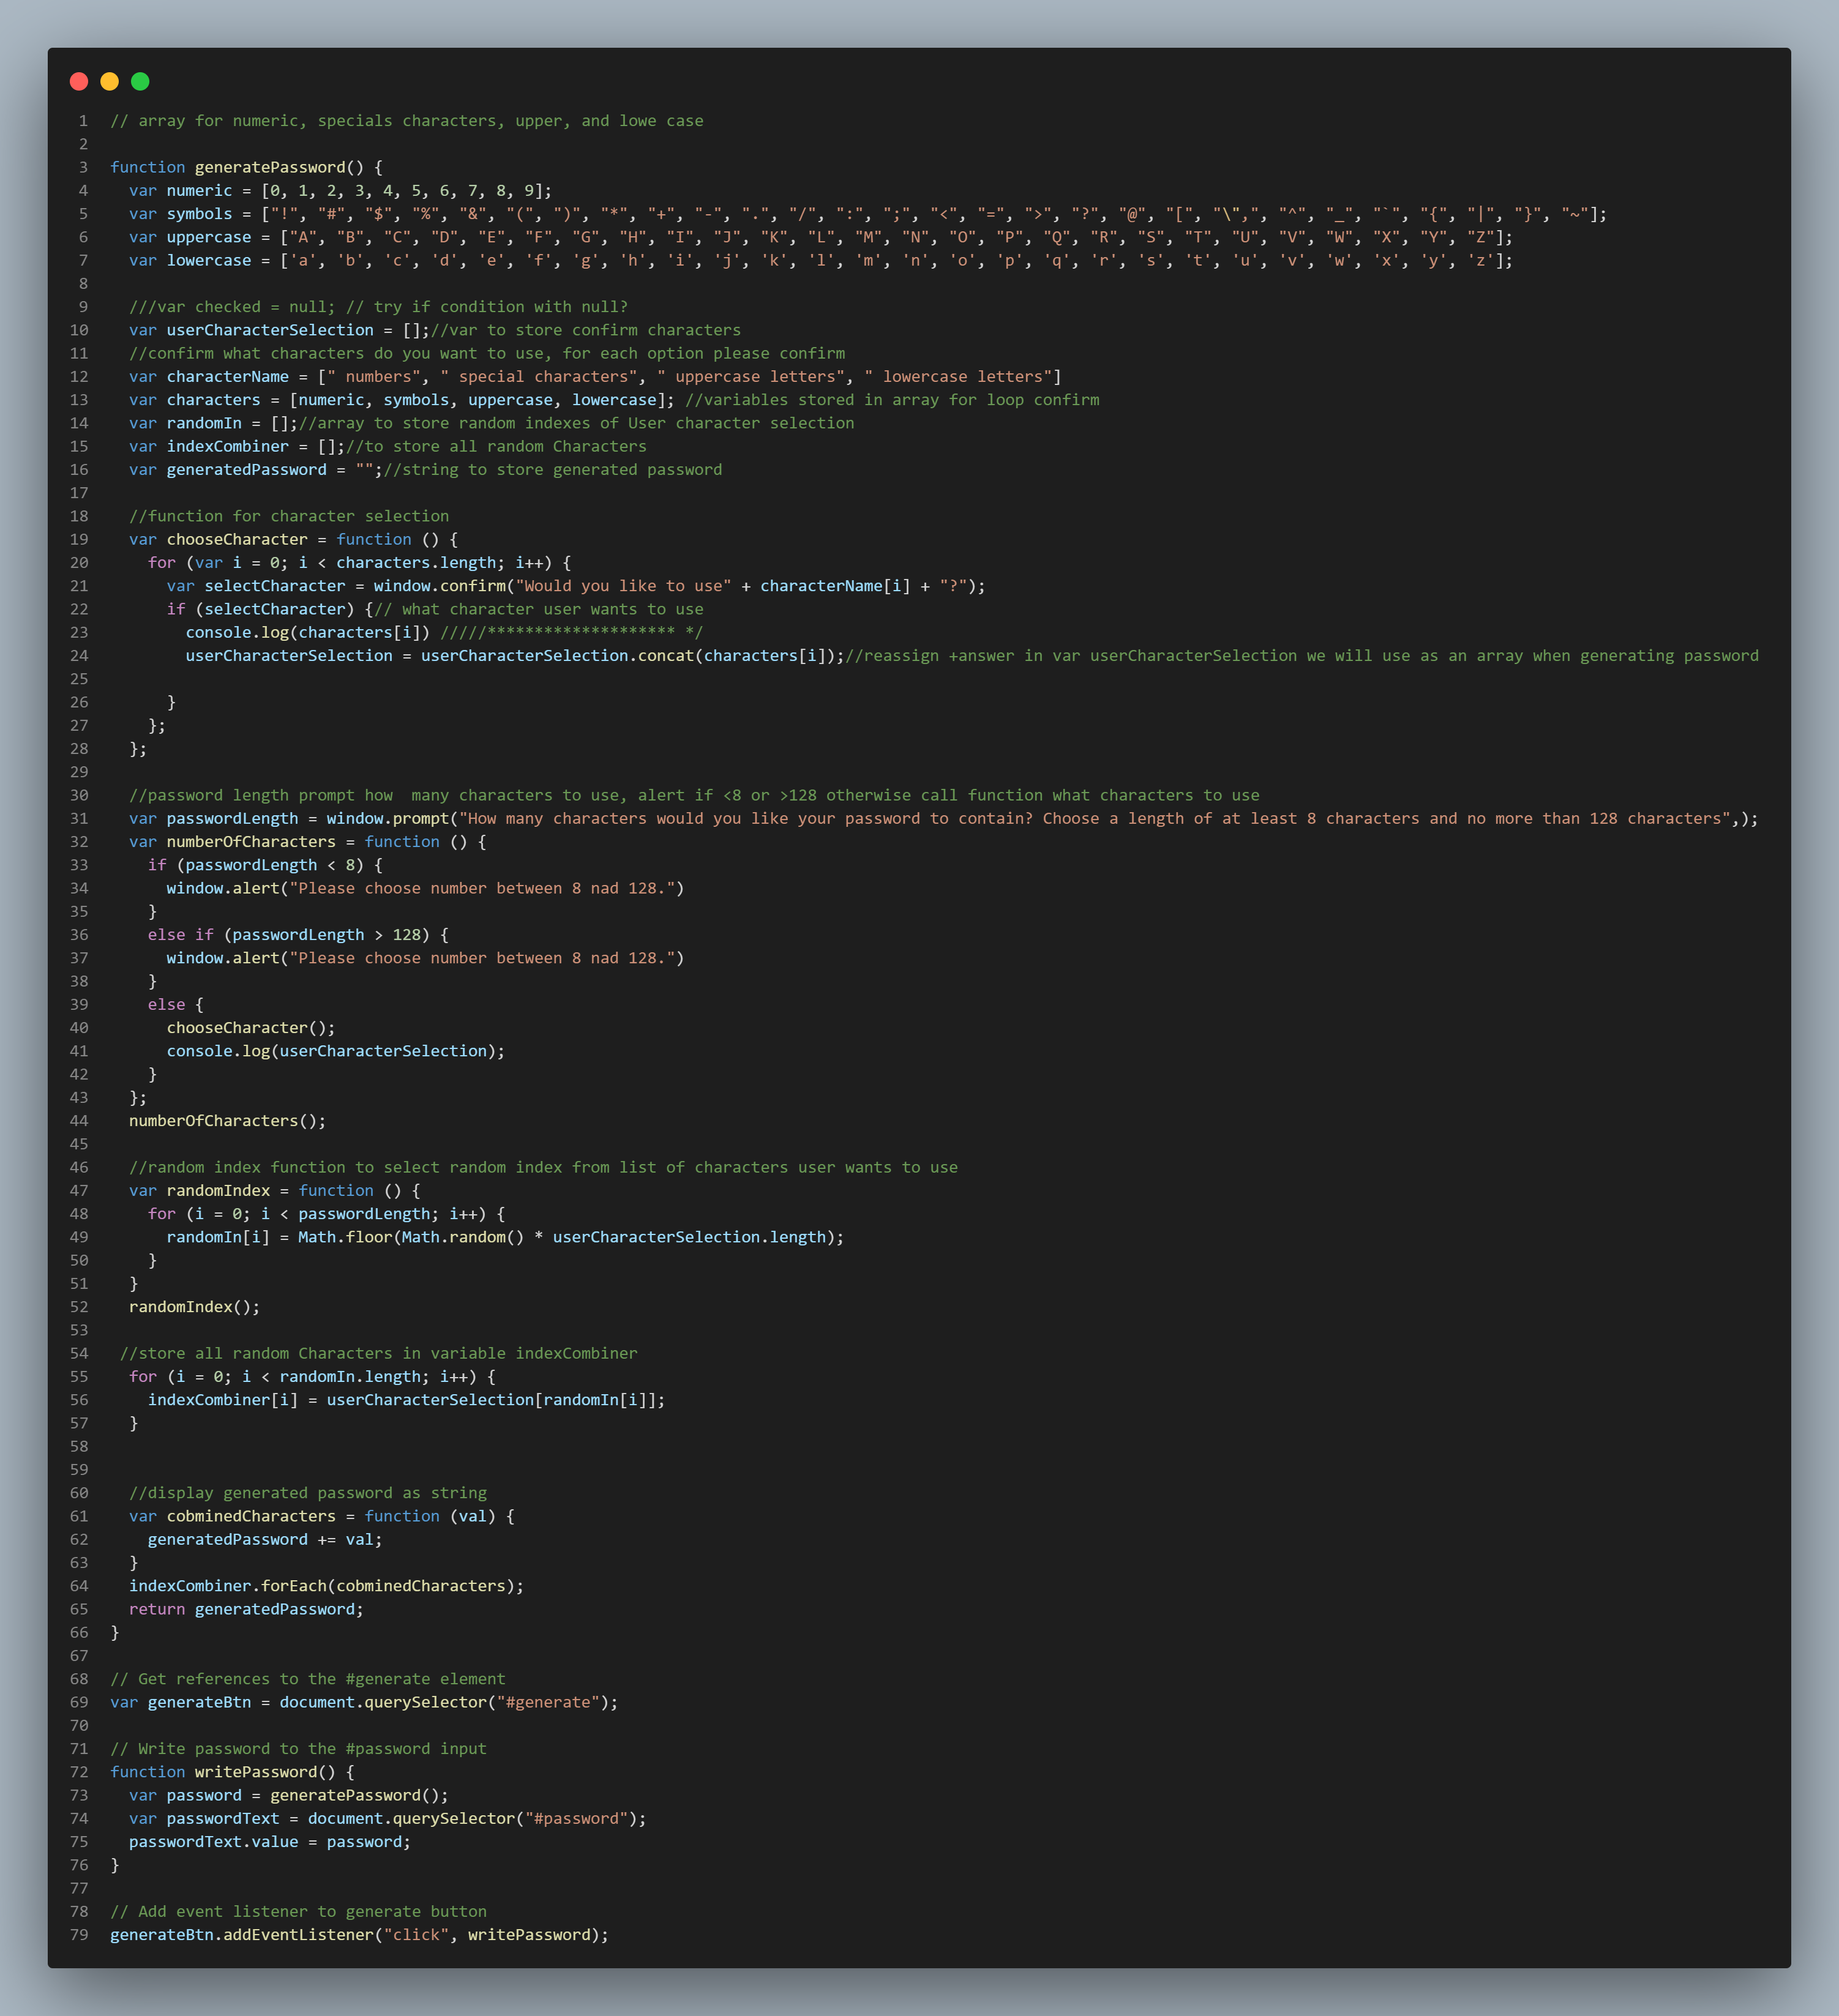 1 // array for numeric, specials characters, upper, and lowe case
2
3 function generatePassword() {
4   var numeric = [0, 1, 2, 3, 4, 5, 6, 7, 8, 9];
5   var symbols = ["!", "#", "$", "%", "&", "(", ")", "*", "+", "-", ".", "/", ":", ";", "<", "=", ">", "?", "@", "[", "\",", "^", "_", "`", "{", "|", "}", "~"];
6   var uppercase = ["A", "B", "C", "D", "E", "F", "G", "H", "I", "J", "K", "L", "M", "N", "O", "P", "Q", "R", "S", "T", "U", "V", "W", "X", "Y", "Z"];
7   var lowercase = ['a', 'b', 'c', 'd', 'e', 'f', 'g', 'h', 'i', 'j', 'k', 'l', 'm', 'n', 'o', 'p', 'q', 'r', 's', 't', 'u', 'v', 'w', 'x', 'y', 'z'];
8
9   ///var checked = null; // try if condition with null?
10   var userCharacterSelection = [];//var to store confirm characters
11   //confirm what characters do you want to use, for each option please confirm
12   var characterName = [" numbers", " special characters", " uppercase letters", " lowercase letters"]
13   var characters = [numeric, symbols, uppercase, lowercase]; //variables stored in array for loop confirm
14   var randomIn = [];//array to store random indexes of User character selection
15   var indexCombiner = [];//to store all random Characters
16   var generatedPassword = "";//string to store generated password
17
18   //function for character selection
19   var chooseCharacter = function () {
20     for (var i = 0; i < characters.length; i++) {
21       var selectCharacter = window.confirm("Would you like to use" + characterName[i] + "?");
22       if (selectCharacter) {// what character user wants to use
23         console.log(characters[i]) /////******************** */
24         userCharacterSelection = userCharacterSelection.concat(characters[i]);//reassign +answer in var userCharacterSelection we will use as an array when generating password
25
26       }
27     };
28   };
29
30   //password length prompt how  many characters to use, alert if <8 or >128 otherwise call function what characters to use
31   var passwordLength = window.prompt("How many characters would you like your password to contain? Choose a length of at least 8 characters and no more than 128 characters",);
32   var numberOfCharacters = function () {
33     if (passwordLength < 8) {
34       window.alert("Please choose number between 8 nad 128.")
35     }
36     else if (passwordLength > 128) {
37       window.alert("Please choose number between 8 nad 128.")
38     }
39     else {
40       chooseCharacter();
41       console.log(userCharacterSelection);
42     }
43   };
44   numberOfCharacters();
45
46   //random index function to select random index from list of characters user wants to use
47   var randomIndex = function () {
48     for (i = 0; i < passwordLength; i++) {
49       randomIn[i] = Math.floor(Math.random() * userCharacterSelection.length);
50     }
51   }
52   randomIndex();
53
54  //store all random Characters in variable indexCombiner
55   for (i = 0; i < randomIn.length; i++) {
56     indexCombiner[i] = userCharacterSelection[randomIn[i]];
57   }
58
59
60   //display generated password as string
61   var cobminedCharacters = function (val) {
62     generatedPassword += val;
63   }
64   indexCombiner.forEach(cobminedCharacters);
65   return generatedPassword;
66 }
67
68 // Get references to the #generate element
69 var generateBtn = document.querySelector("#generate");
70
71 // Write password to the #password input
72 function writePassword() {
73   var password = generatePassword();
74   var passwordText = document.querySelector("#password");
75   passwordText.value = password;
76 }
77
78 // Add event listener to generate button
79 generateBtn.addEventListener("click", writePassword);